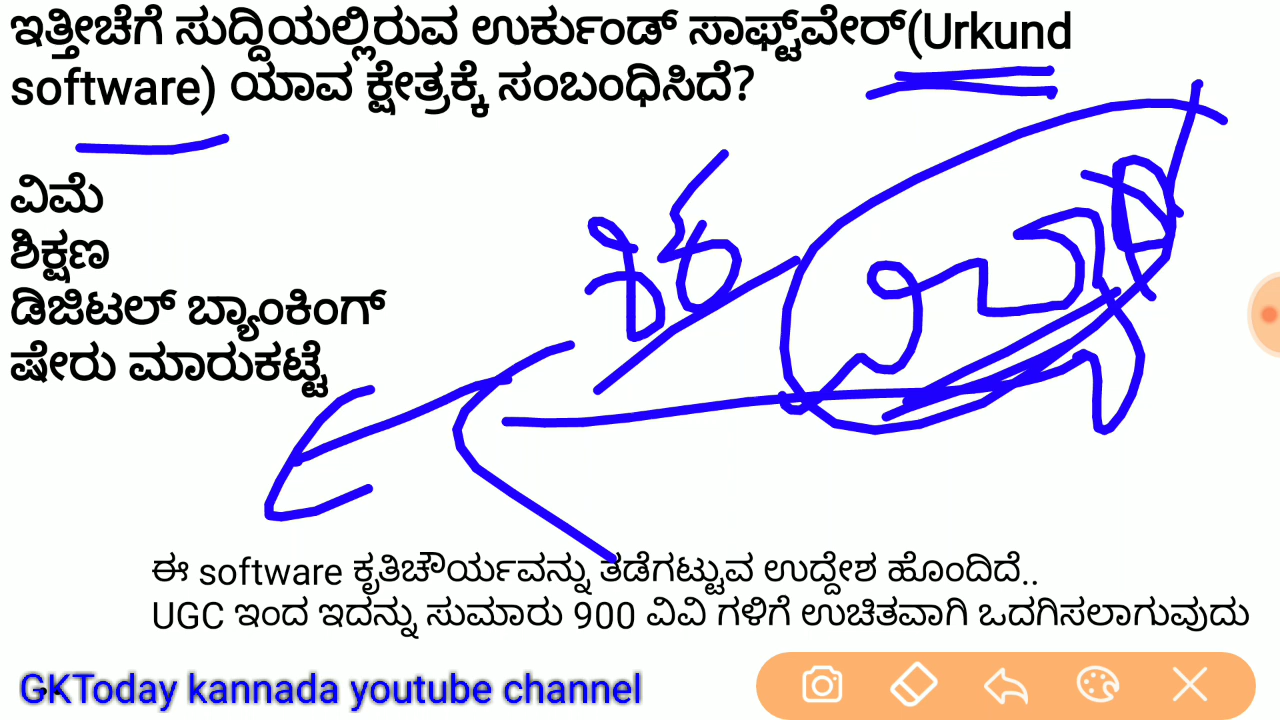 ಇತ್ತೀಚೆಗೆ ಸುದ್ದಿಯಲ್ಲಿರುವ ಉರ್ಕುಂಡ್ ಸಾಫ್ಟ್‌ವೇರ್(Urkund
software) ಯಾವ ಕ್ಷೇತ್ರಕ್ಕೆ ಸಂಬಂಧಿಸಿದೆ?
ವಿಮೆ
ಶಿಕ್ಷಣ
ಡಿಜಿಟಲ್ ಬ್ಯಾಂಕಿಂಗ್
ಷೇರು ಮಾರುಕಟ್ಟೆ
ಈ software ಕೃತಿಚೌರ್ಯವನ್ನು ತಡೆಗಟ್ಟುವ ಉದ್ದೇಶ ಹೊಂದಿದೆ..
UGC ಇಂದ ಇದನ್ನು ಸುಮಾರು 900 ವಿವಿ ಗಳಿಗೆ ಉಚಿತವಾಗಿ ಒದಗಿಸಲಾಗುವುದು
GKToday kannada youtube channel